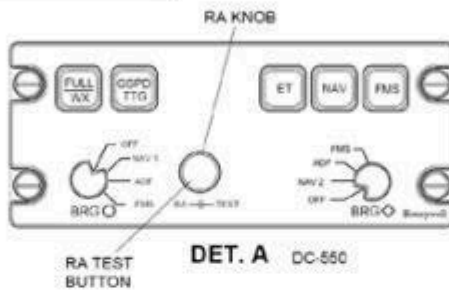 RA KNOB
FULL
WX
GSPD
TTG
ET
NAV
FMS
OFF
NAV 1
ADF
FMS
BRG
RA TEST
FMS
ADF
NAV 2
OFF
BRG
Honeywell
RA TEST
BUTTON
DET. A DC-550